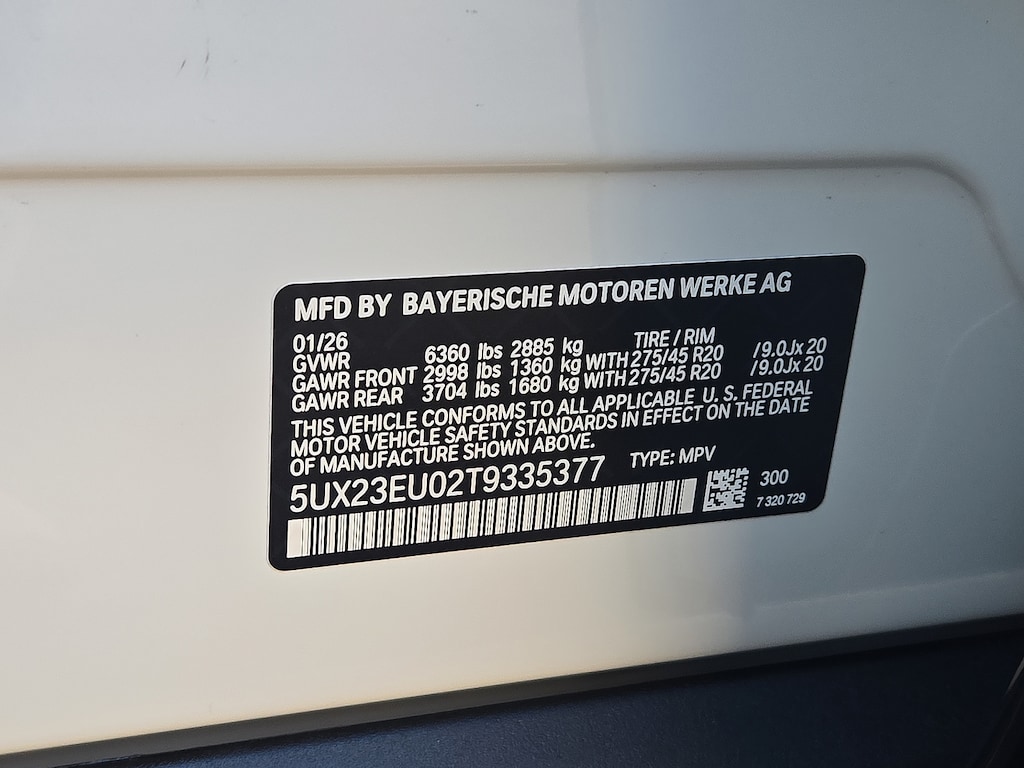 MFD BY BAYERISCHE MOTOREN WERKE AG
01/26 TIRE / RIM
GVWR 6360 lbs 2885 kg
GAWR FRONT 2998 lbs 1360 kg WITH 275/45 R20 /9.0Jx 20
GAWR REAR 3704 lbs 1680 kg WITH 275/45 R20 /9.0Jx 20
THIS VEHICLE CONFORMS TO ALL APPLICABLE U. S. FEDERAL
MOTOR VEHICLE SAFETY STANDARDS IN EFFECT ON THE DATE
OF MANUFACTURE SHOWN ABOVE.
5UX23EU02T9335377 TYPE: MPV
300
7 320 729